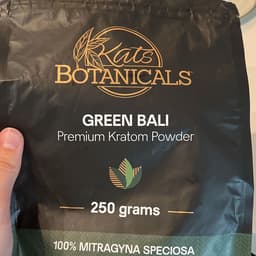 Kats
BOTANICALS
GREEN BALI
Premium Kratom Powder
250 grams
100% MITRAGYNA SPECIOSA